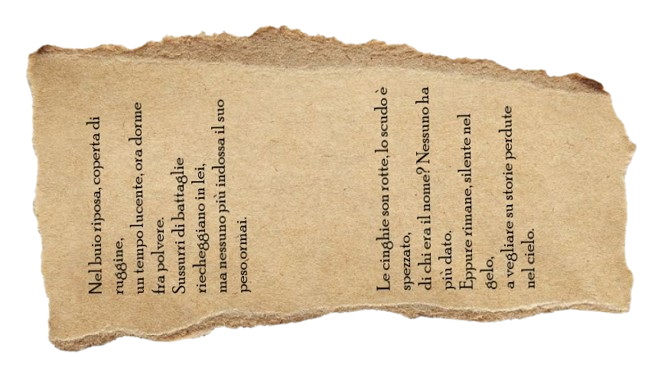 Nel buio riposa, coperta di
ruggine,
un tempo lucente, ora dorme
fra polvere.
Sussurri di battaglie
riecheggiano in lei,
ma nessuno più indossa il suo
peso,ormai.
Le cinghie son rotte,lo scudo è
spezzato,
di chi era il nome? Nessuno ha
più dato.
Eppure rimane, silente nel
gelo,
a vegliare su storie perdute
nel cielo.